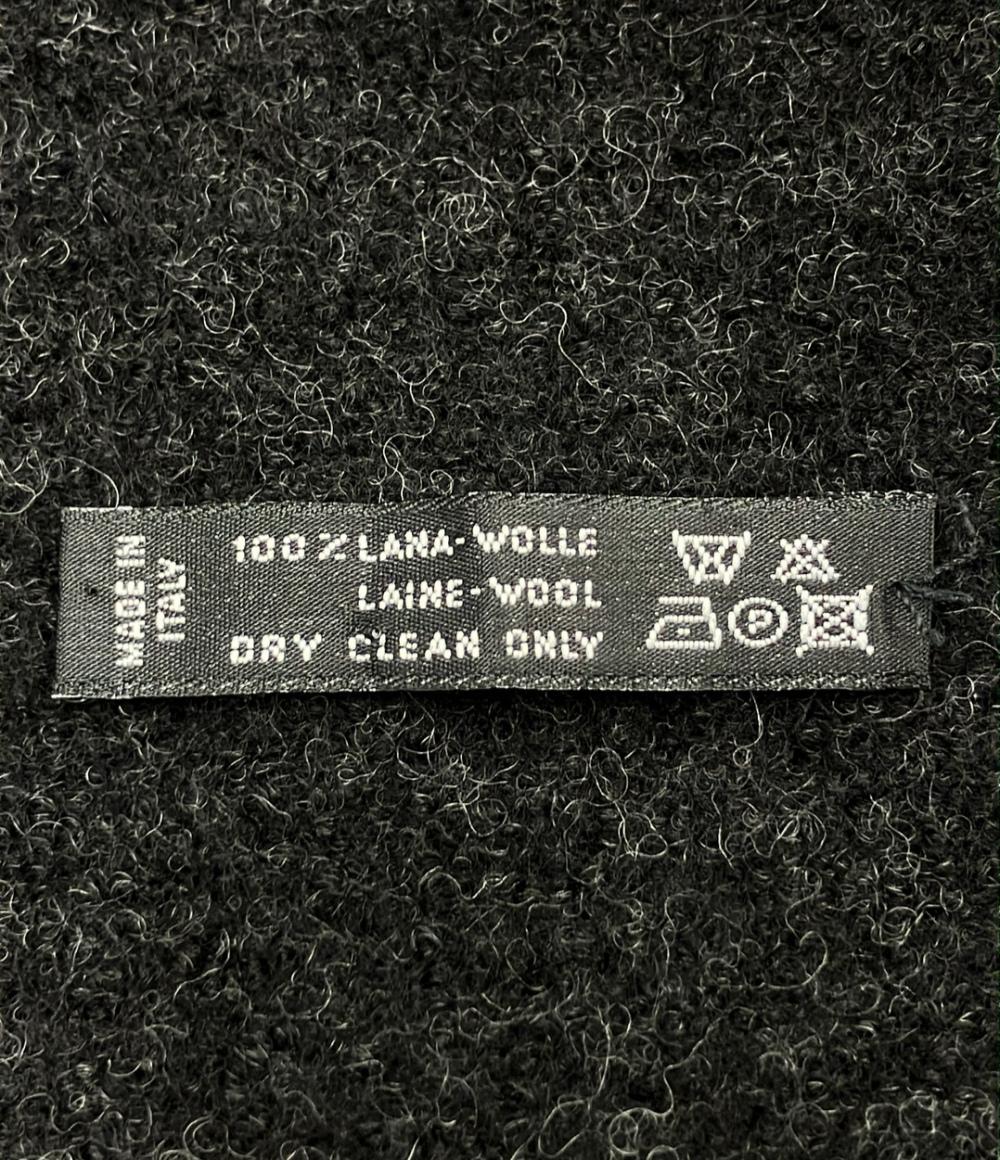 MADE IN
ITALY
100% LANA-WOLLE
LAINE-WOOL
DRY CLEAN ONLY
P